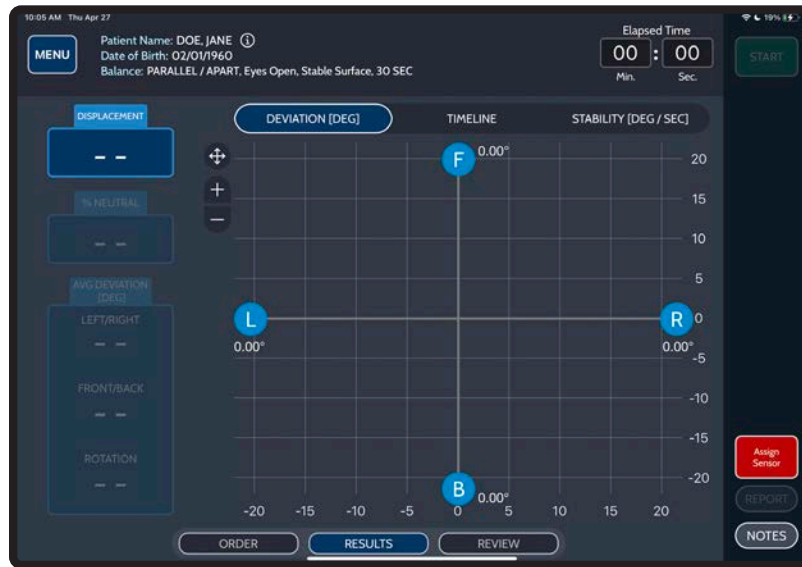 10:05 AM Thu Apr 27
19%
MENU
Patient Name: DOE, JANE
Date of Birth: 02/01/1960
Balance: PARALLEL / APART, Eyes Open, Stable Surface, 30 SEC
Elapsed Time
00 : 00
Min. Sec.
START
DISPLACEMENT
– –
% NEUTRAL
– –
AVG DEVIATION
[DEG]
LEFT/RIGHT
– –
FRONT/BACK
– –
ROTATION
– –
DEVIATION [DEG] TIMELINE STABILITY [DEG / SEC]
F 0.00°
20
15
10
5
L R 0
0.00° 0.00°
-5
-10
-15
-20
B 0.00°
-20 -15 -10 -5 0 5 10 15 20
Assign
Sensor
REPORT
NOTES
ORDER RESULTS REVIEW